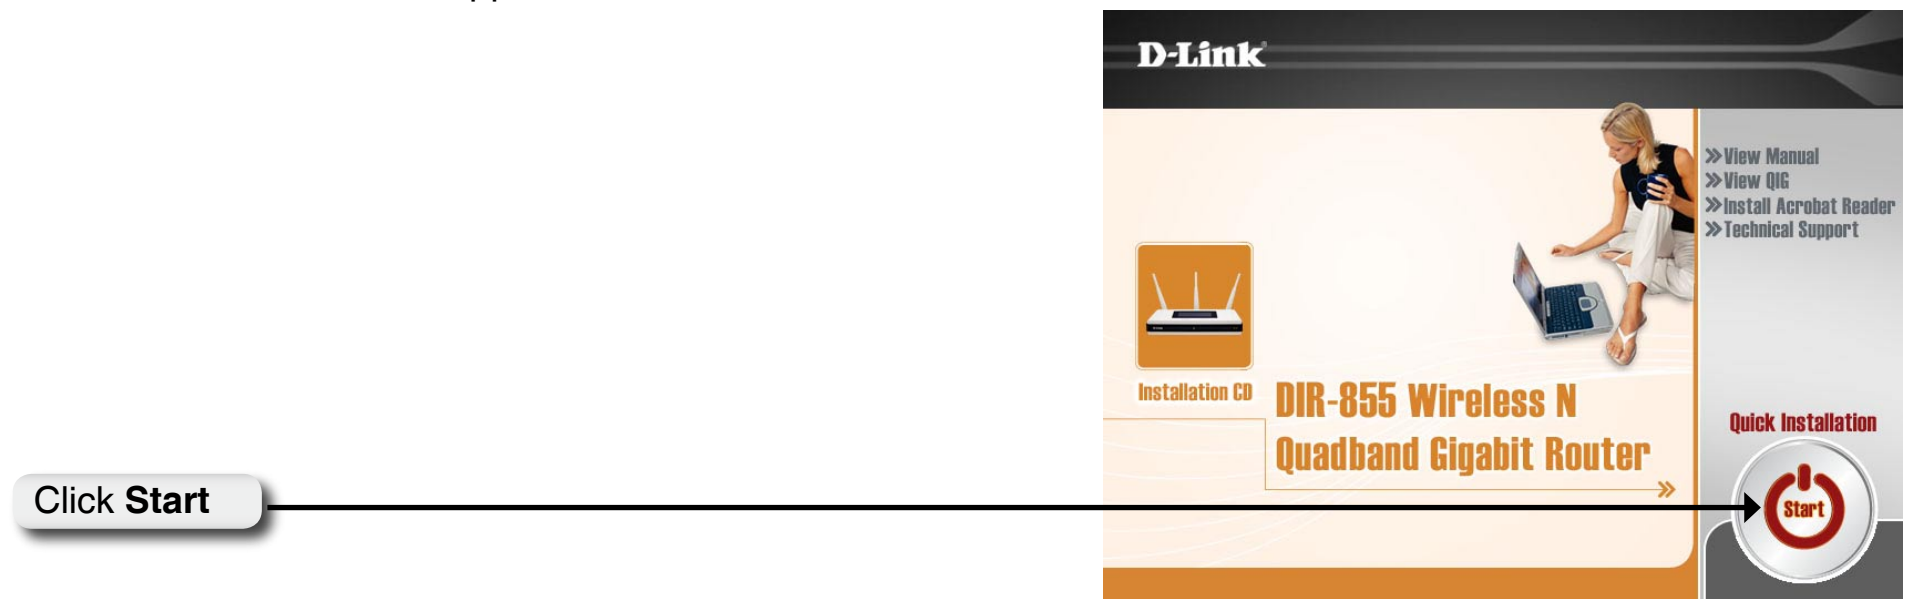 D-Link
»View Manual
»View QIG
»Install Acrobat Reader
»Technical Support
Installation CD
DIR-855 Wireless N
Quadband Gigabit Router
Quick Installation
Click Start
Start